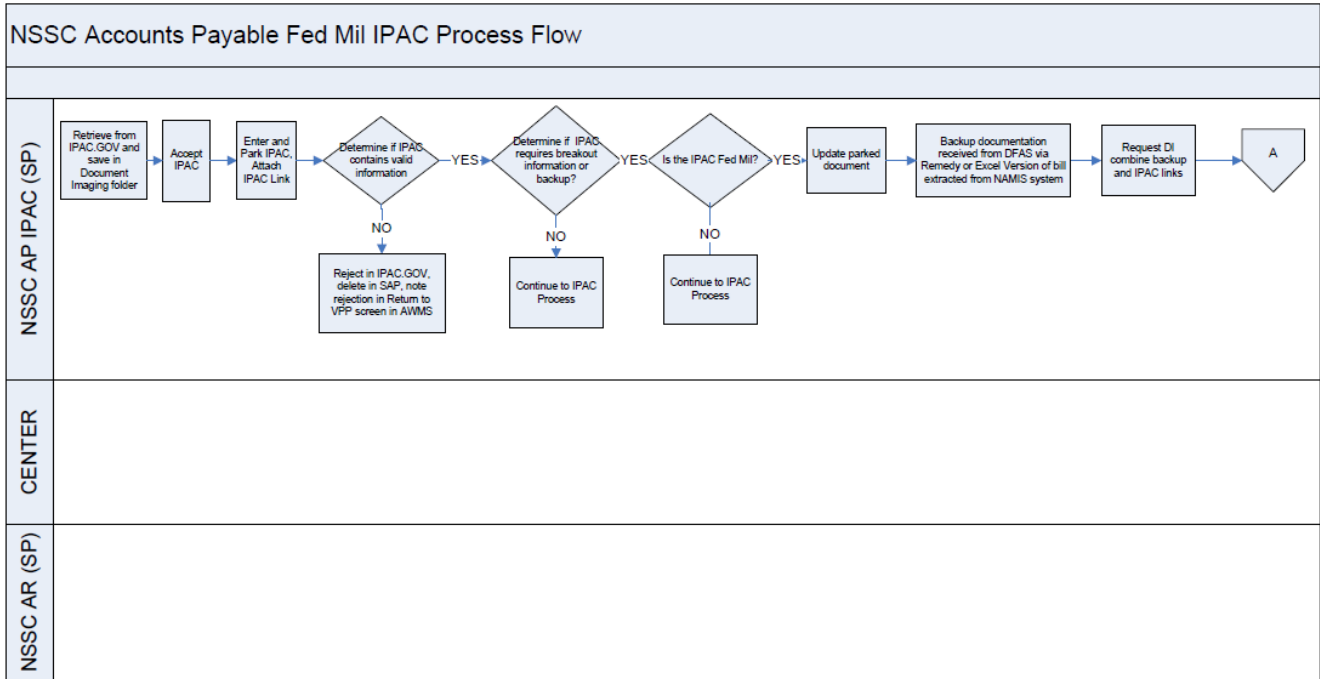 NSSC Accounts Payable Fed Mil IPAC Process Flow
NSSC AP IPAC (SP)
Retrieve from
IPAC.GOV and
save in
Document
Imaging folder
Accept
IPAC
Enter and
Park IPAC,
Attach
IPAC Link
Determine if IPAC
contains valid
information
YES
Determine if IPAC
requires breakout
information or
backup?
YES
Is the IPAC Fed Mil?
YES
Update parked
document
Backup documentation
received from DFAS via
Remedy or Excel Version of bill
extracted from NAMIS system
Request DI
combine backup
and IPAC links
A
NO
NO
NO
Reject in IPAC.GOV,
delete in SAP, note
rejection in Return to
VPP screen in AWMS
Continue to IPAC
Process
Continue to IPAC
Process
CENTER
NSSC AR (SP)